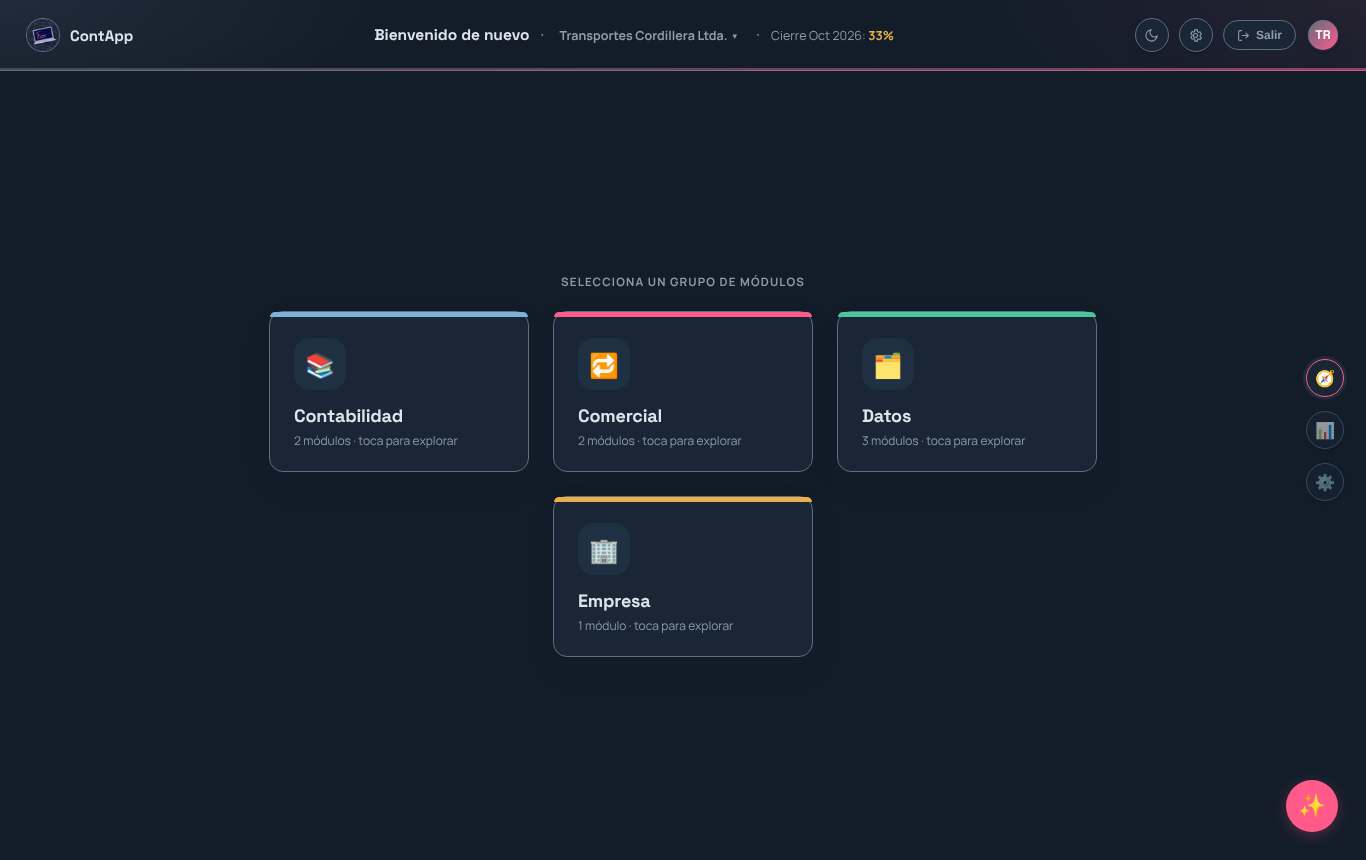 ContApp
Bienvenido de nuevo · Transportes Cordillera Ltda. ▾ · Cierre Oct 2026: 33%
Salir
TR
SELECCIONA UN GRUPO DE MÓDULOS
Contabilidad
2 módulos · toca para explorar
Comercial
2 módulos · toca para explorar
Datos
3 módulos · toca para explorar
Empresa
1 módulo · toca para explorar